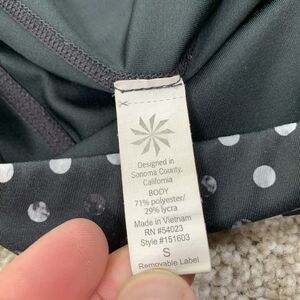 Designed in
Sonoma County,
California
BODY
71% polyester/
29% lycra
Made in Vietnam
RN #54023
Style #151603
S
Removable Label